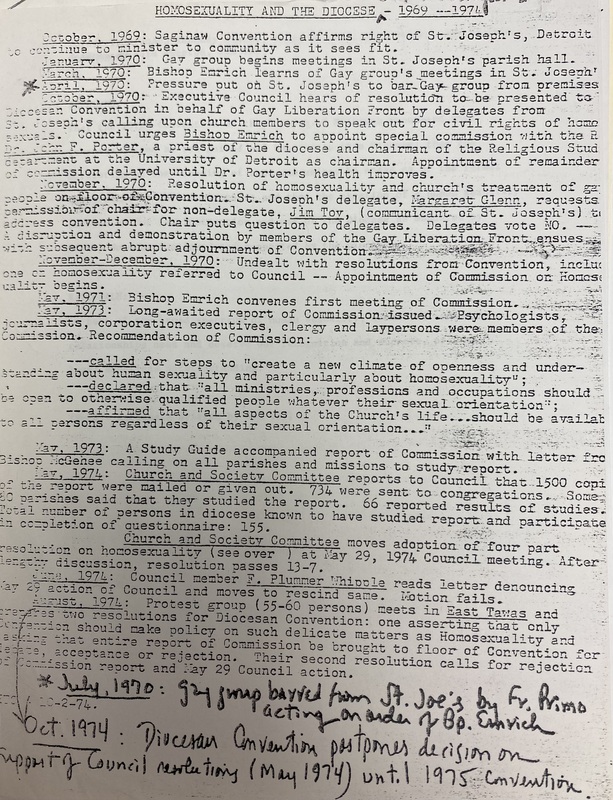 HOMOSEXUALITY AND THE DIOCESE - 1969 --- 1974
October, 1969: Saginaw Convention affirms right of St. Joseph's, Detroit
to continue to minister to community as it sees fit.
January, 1970: Gay group begins meetings in St. Joseph's parish hall.
March, 1970: Bishop Emrich learns of Gay group's meetings in St. Joseph'
* April, 1970: Pressure put on St. Joseph's to bar Gay group from premises
October, 1970: Executive Council hears of resolution to be presented to
Diocesan Convention in behalf of Gay Liberation Front by delegates from
St. Joseph's calling upon church members to speak out for civil rights of homo
sexuals. Council urges Bishop Emrich to appoint special commission with the R
Dr. John F. Porter, a priest of the diocese and chairman of the Religious Stud
department at the University of Detroit as chairman. Appointment of remainder
of commission delayed until Dr. Porter's health improves.
November, 1970: Resolution of homosexuality and church's treatment of ga
people on floor of Convention. St. Joseph's delegate, Margaret Glenn, requests
permission of chair for non-delegate, Jim Toy, (communicant of St. Joseph's) to
address convention. Chair puts question to delegates. Delegates vote NO. --
A disruption and demonstration by members of the Gay Liberation Front ensues
with subsequent abrupt adjournment of Convention.
November-December, 1970: Undealt with resolutions from Convention, includ
one of homosexuality referred to Council -- Appointment of Commission on Homose
uality begins.
May, 1971: Bishop Emrich convenes first meeting of Commission.
May, 1973: Long-awaited report of Commission issued. Psychologists,
journalists, corporation executives, clergy and laypersons were members of the
Commission. Recommendation of Commission:
---called for steps to "create a new climate of openness and under-
standing about human sexuality and particularly about homosexuality";
---declared that "all ministries, professions and occupations should
be open to otherwise qualified people whatever their sexual orientation";
---affirmed that "all aspects of the Church's life...should be availab
to all persons regardless of their sexual orientation..."
May, 1973: A Study Guide accompanied report of Commission with letter fro
Bishop McGehee calling on all parishes and missions to study report.
May, 1974: Church and Society Committee reports to Council that 1500 copi
of the report were mailed or given out. 734 were sent to congregations. Some
20 parishes said that they studied the report. 66 reported results of studies.
Total number of persons in diocese known to have studied report and participate
in completion of questionnaire: 155.
Church and Society Committee moves adoption of four part
resolution on homosexuality (see over ) at May 29, 1974 Council meeting. After
lengthy discussion, resolution passes 13-7.
June, 1974: Council member F. Plummer Whipple reads letter denouncing
May 29 action of Council and moves to rescind same. Motion fails.
August, 1974: Protest group (55-60 persons) meets in East Tawas and
two resolutions for Diocesan Convention: one asserting that only
Convention should make policy on such delicate matters as Homosexuality and
asking that entire report of Commission be brought to floor of Convention for
debate, acceptance or rejection. Their second resolution calls for rejection
of Commission report and May 29 Council action.
* July, 1970: gay group barred from St. Joe's by Fr. Primo
10-2-74. acting on order of Bp. Emrich
Oct. 1974: Diocesan Convention postpones decision on
support of Council resolutions (May 1974) until 1975 convention.